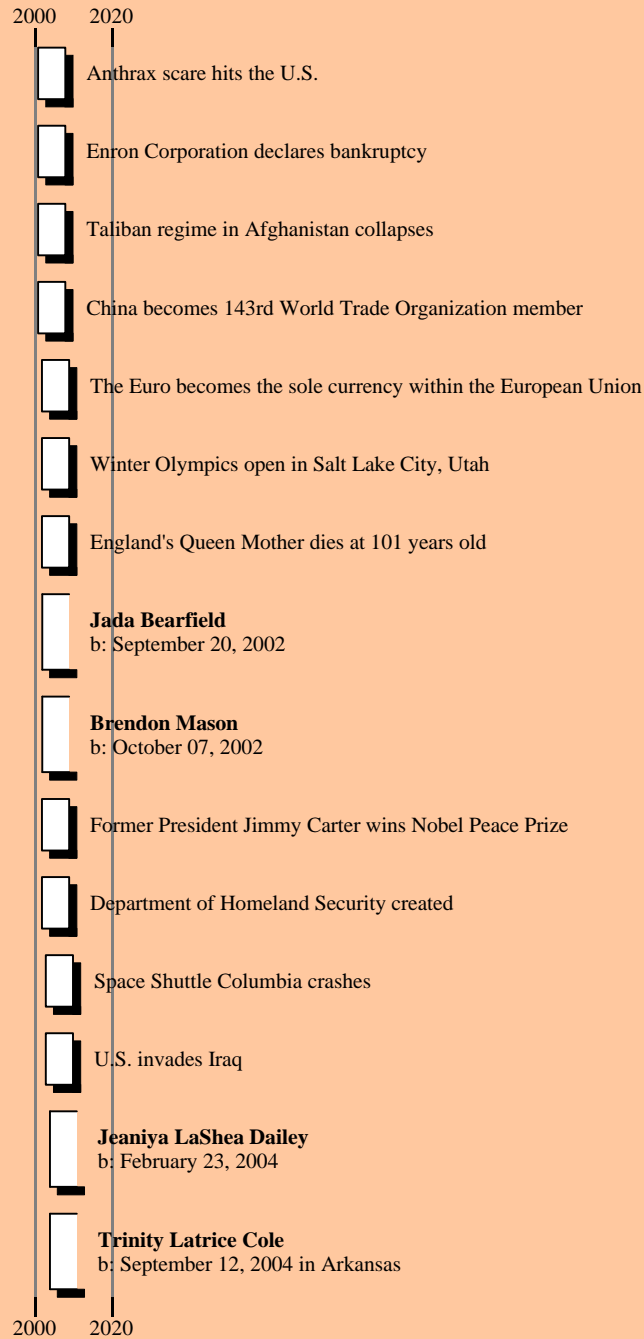 2000 2020
Anthrax scare hits the U.S.
Enron Corporation declares bankruptcy
Taliban regime in Afghanistan collapses
China becomes 143rd World Trade Organization member
The Euro becomes the sole currency within the European Union
Winter Olympics open in Salt Lake City, Utah
England's Queen Mother dies at 101 years old
Jada Bearfield
b: September 20, 2002
Brendon Mason
b: October 07, 2002
Former President Jimmy Carter wins Nobel Peace Prize
Department of Homeland Security created
Space Shuttle Columbia crashes
U.S. invades Iraq
Jeaniya LaShea Dailey
b: February 23, 2004
Trinity Latrice Cole
b: September 12, 2004 in Arkansas
2000 2020